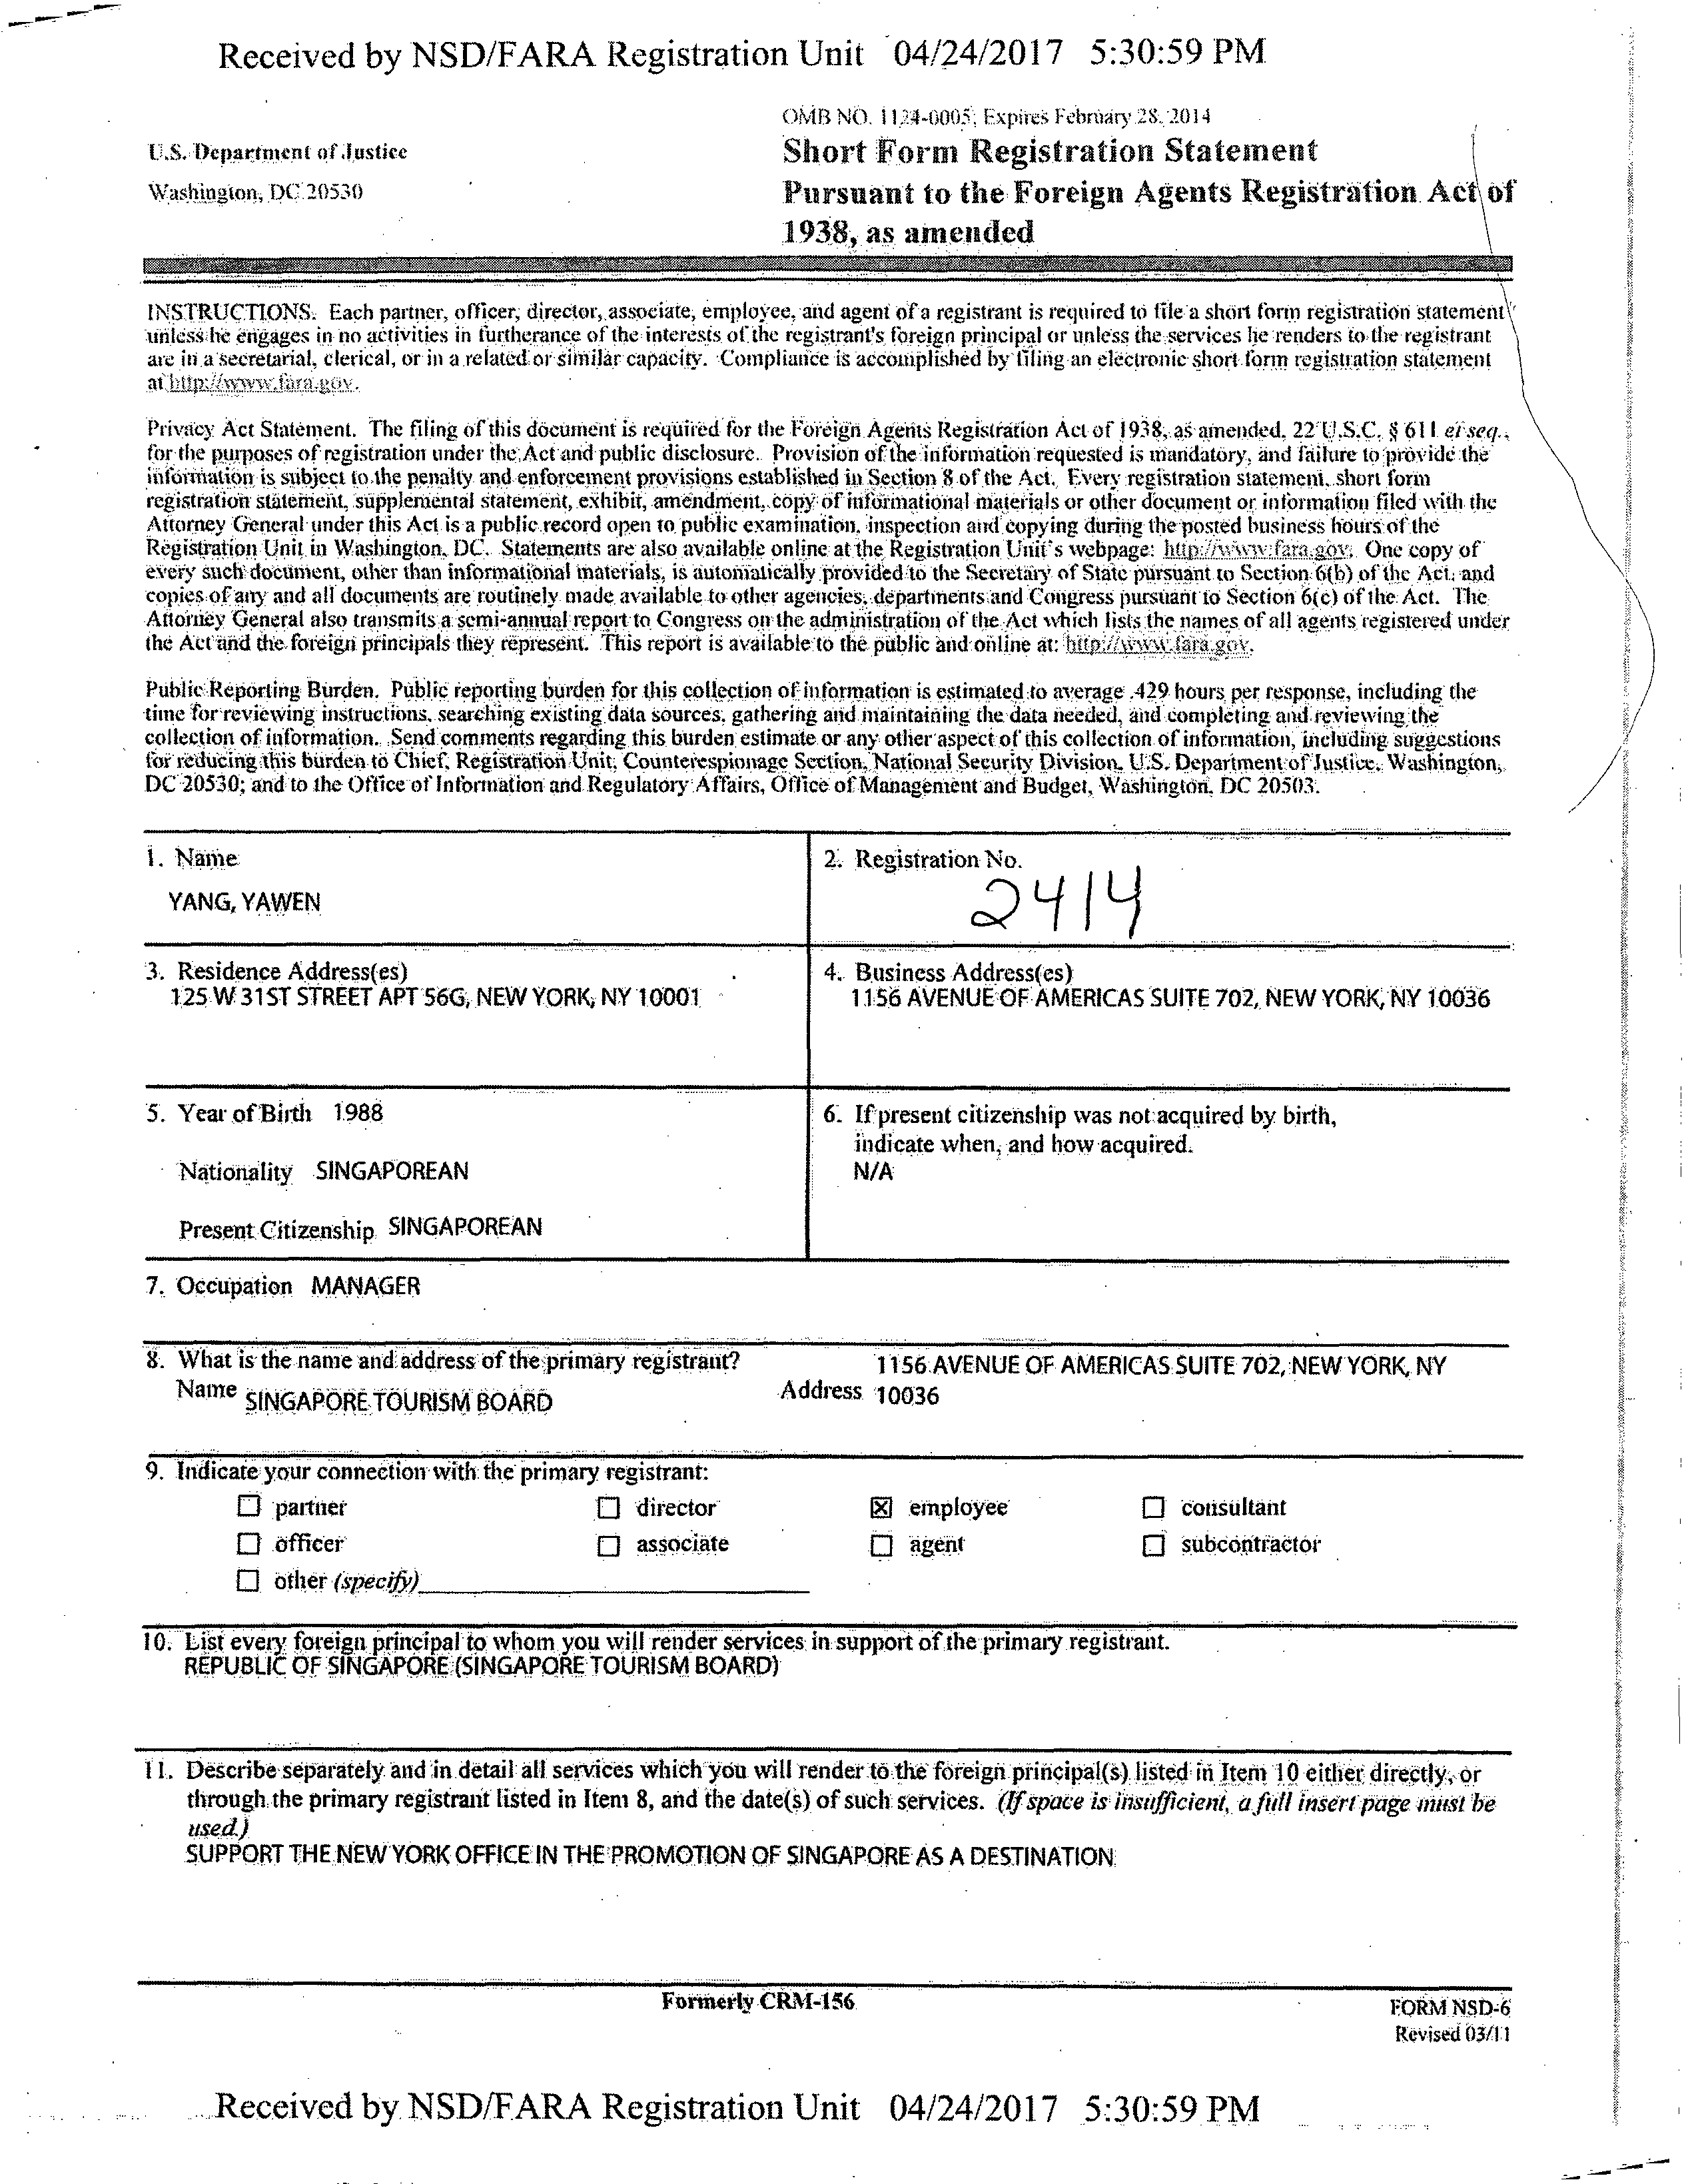 Received by NSD/FARA Registration Unit 04/24/2017 5:30:59 PM
OMB NO. 1124-0005; Expires February 28, 2014
U.S. Department of Justice
Washington, DC 20530
Short Form Registration Statement
Pursuant to the Foreign Agents Registration Act of
1938, as amended
INSTRUCTIONS. Each partner, officer, director, associate, employee, and agent of a registrant is required to file a short form registration statement
unless he engages in no activities in furtherance of the interests of the registrant's foreign principal or unless the services he renders to the registrant
are in a secretarial, clerical, or in a related or similar capacity. Compliance is accomplished by filing an electronic short form registration statement
at http://www.fara.gov.
Privacy Act Statement. The filing of this document is required for the Foreign Agents Registration Act of 1938, as amended, 22 U.S.C. § 611 et seq.,
for the purposes of registration under the Act and public disclosure. Provision of the information requested is mandatory, and failure to provide the
information is subject to the penalty and enforcement provisions established in Section 8 of the Act. Every registration statement, short form
registration statement, supplemental statement, exhibit, amendment, copy of informational materials or other document or information filed with the
Attorney General under this Act is a public record open to public examination, inspection and copying during the posted business hours of the
Registration Unit in Washington, DC. Statements are also available online at the Registration Unit's webpage: http://www.fara.gov. One copy of
every such document, other than informational materials, is automatically provided to the Secretary of State pursuant to Section 6(b) of the Act, and
copies of any and all documents are routinely made available to other agencies, departments and Congress pursuant to Section 6(c) of the Act. The
Attorney General also transmits a semi-annual report to Congress on the administration of the Act which lists the names of all agents registered under
the Act and the foreign principals they represent. This report is available to the public and online at: http://www.fara.gov.
Public Reporting Burden. Public reporting burden for this collection of information is estimated to average .429 hours per response, including the
time for reviewing instructions, searching existing data sources, gathering and maintaining the data needed, and completing and reviewing the
collection of information. Send comments regarding this burden estimate or any other aspect of this collection of information, including suggestions
for reducing this burden to Chief, Registration Unit, Counterespionage Section, National Security Division, U.S. Department of Justice, Washington,
DC 20530; and to the Office of Information and Regulatory Affairs, Office of Management and Budget, Washington, DC 20503.
1. Name
YANG, YAWEN
2. Registration No.
2414
3. Residence Address(es)
125 W 31ST STREET APT 56G, NEW YORK, NY 10001
4. Business Address(es)
1156 AVENUE OF AMERICAS SUITE 702, NEW YORK, NY 10036
5. Year of Birth 1988
Nationality SINGAPOREAN
Present Citizenship SINGAPOREAN
6. If present citizenship was not acquired by birth,
indicate when, and how acquired.
N/A
7. Occupation MANAGER
8. What is the name and address of the primary registrant?
Name SINGAPORE TOURISM BOARD
1156 AVENUE OF AMERICAS SUITE 702, NEW YORK, NY
Address 10036
9. Indicate your connection with the primary registrant:
☐ partner ☐ director ☒ employee ☐ consultant
☐ officer ☐ associate ☐ agent ☐ subcontractor
☐ other (specify)
10. List every foreign principal to whom you will render services in support of the primary registrant.
REPUBLIC OF SINGAPORE (SINGAPORE TOURISM BOARD)
11. Describe separately and in detail all services which you will render to the foreign principal(s) listed in Item 10 either directly, or
through the primary registrant listed in Item 8, and the date(s) of such services. (If space is insufficient, a full insert page must be
used.)
SUPPORT THE NEW YORK OFFICE IN THE PROMOTION OF SINGAPORE AS A DESTINATION
Formerly CRM-156
FORM NSD-6
Revised 03/11
Received by NSD/FARA Registration Unit 04/24/2017 5:30:59 PM